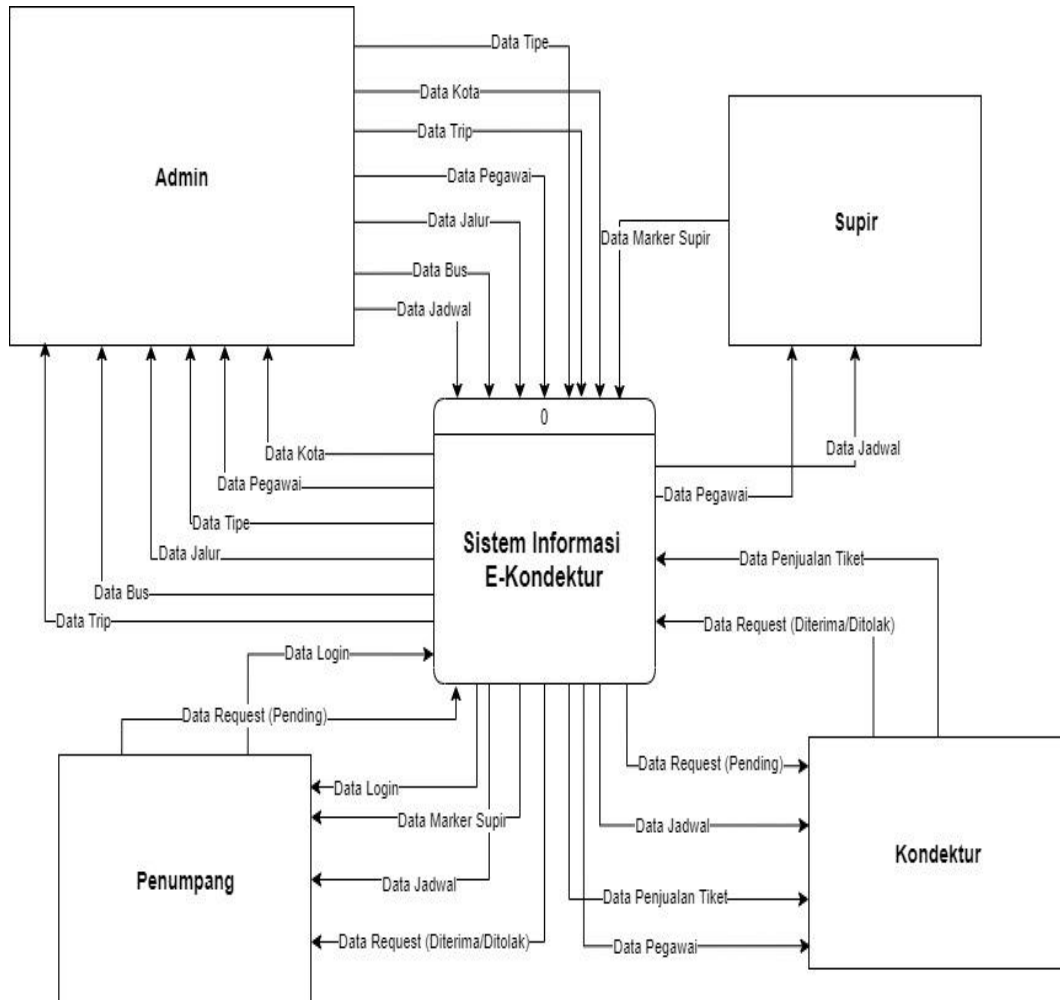 Data Tipe
Data Kota
Data Trip
Admin
Data Pegawai
Data Jalur
Supir
Data Marker Supir
Data Bus
Data Jadwal
0
Data Kota
Data Jadwal
Data Pegawai
Data Pegawai
Data Tipe
Sistem Informasi
E-Kondektur
Data Jalur
Data Penjualan Tiket
Data Bus
Data Trip
Data Request (Diterima/Ditolak)
Data Login
Data Request (Pending)
Data Request (Pending)
Data Login
Data Marker Supir
Data Jadwal
Kondektur
Penumpang
Data Jadwal
Data Penjualan Tiket
Data Request (Diterima/Ditolak)
Data Pegawai